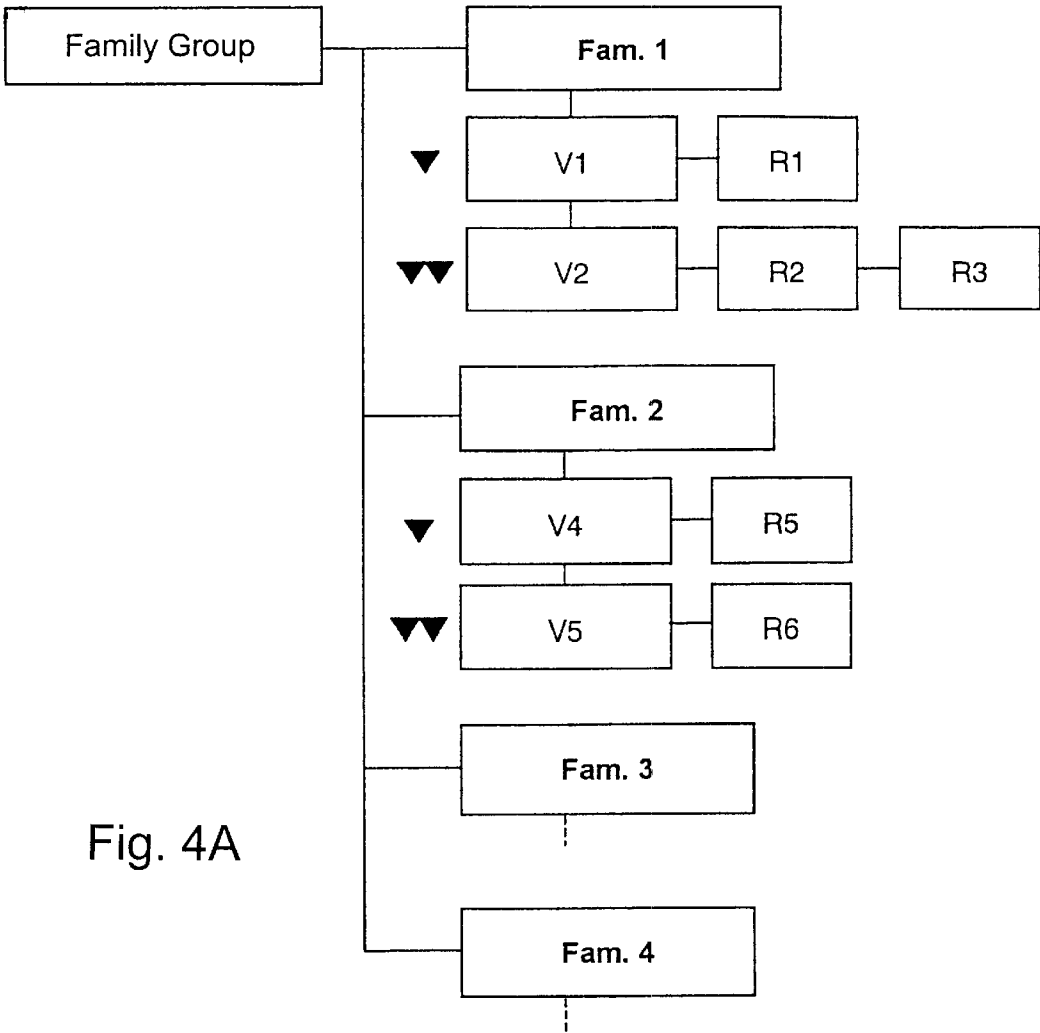 Family Group
Fam. 1
V1 R1
V2 R2 R3
Fam. 2
V4 R5
V5 R6
Fam. 3
Fig. 4A
Fam. 4